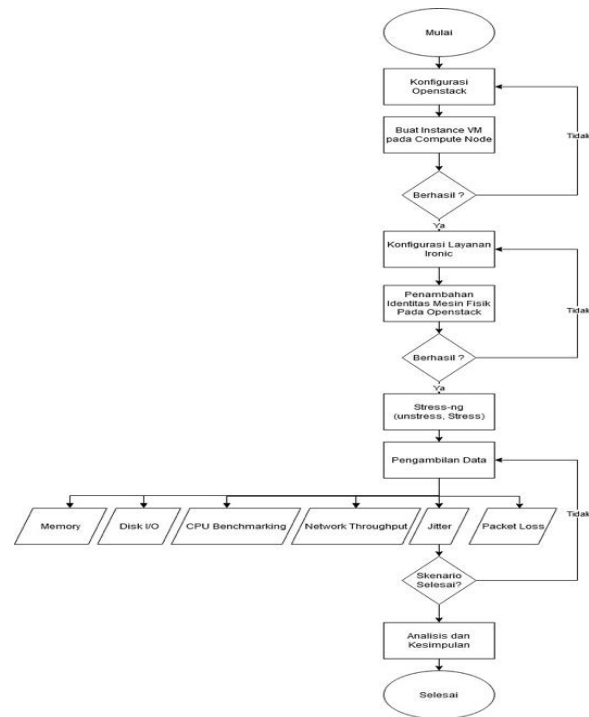 Mulai
Konfigurasi
Openstack
Buat Instance VM
pada Compute Node
Tidak
Berhasil ?
Ya
Konfigurasi Layanan
Ironic
Penambahan
Identitas Mesin Fisik
Pada Openstack
Tidak
Berhasil ?
Ya
Stress-ng
(unstress, Stress)
Pengambilan Data
Memory
Disk I/O
CPU Benchmarking
Network Throughput
Jitter
Packet Loss
Tidak
Skenario
Selesai?
Analisis dan
Kesimpulan
Selesai